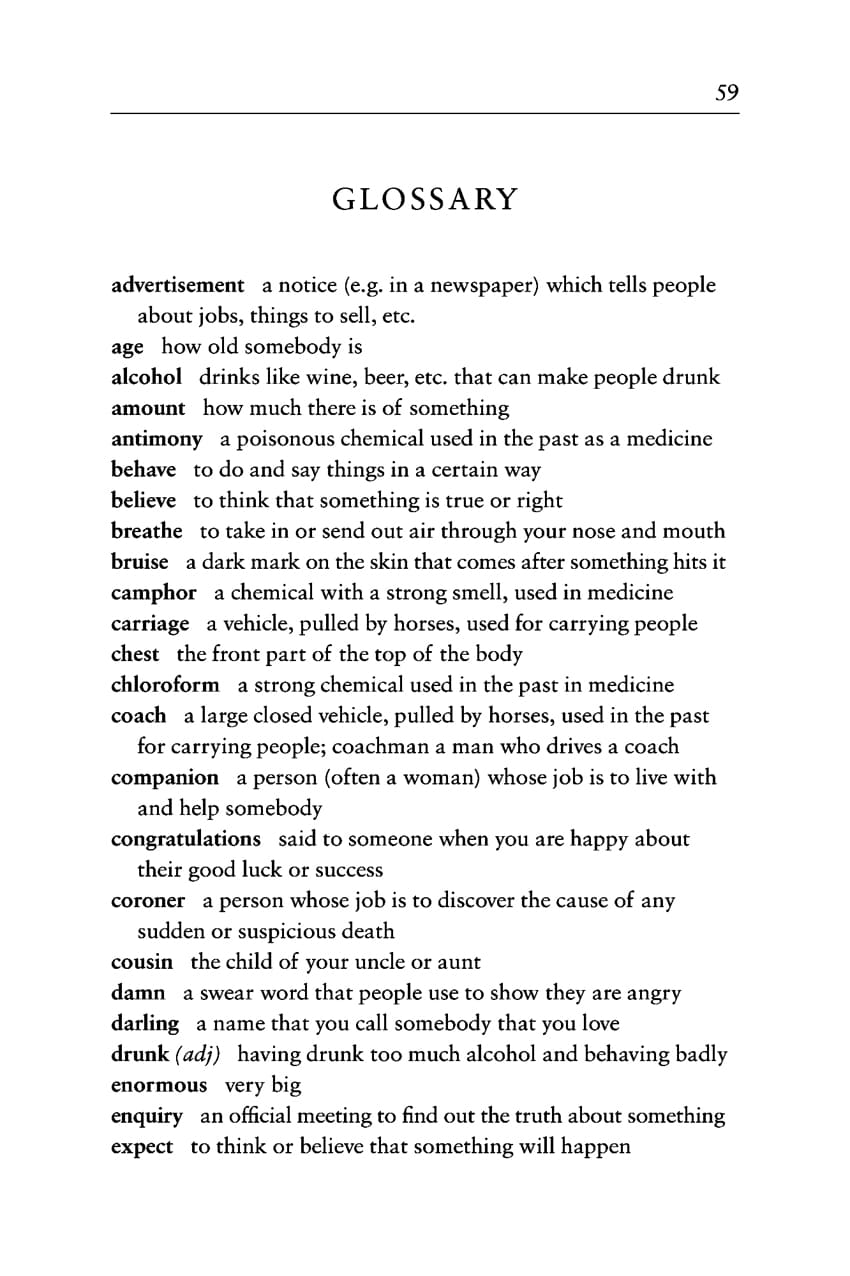 59
GLOSSARY
advertisement a notice (e.g. in a newspaper) which tells people
about jobs, things to sell, etc.
age how old somebody is
alcohol drinks like wine, beer, etc. that can make people drunk
amount how much there is of something
antimony a poisonous chemical used in the past as a medicine
behave to do and say things in a certain way
believe to think that something is true or right
breathe to take in or send out air through your nose and mouth
bruise a dark mark on the skin that comes after something hits it
camphor a chemical with a strong smell, used in medicine
carriage a vehicle, pulled by horses, used for carrying people
chest the front part of the top of the body
chloroform a strong chemical used in the past in medicine
coach a large closed vehicle, pulled by horses, used in the past
for carrying people; coachman a man who drives a coach
companion a person (often a woman) whose job is to live with
and help somebody
congratulations said to someone when you are happy about
their good luck or success
coroner a person whose job is to discover the cause of any
sudden or suspicious death
cousin the child of your uncle or aunt
damn a swear word that people use to show they are angry
darling a name that you call somebody that you love
drunk (adj) having drunk too much alcohol and behaving badly
enormous very big
enquiry an official meeting to find out the truth about something
expect to think or believe that something will happen